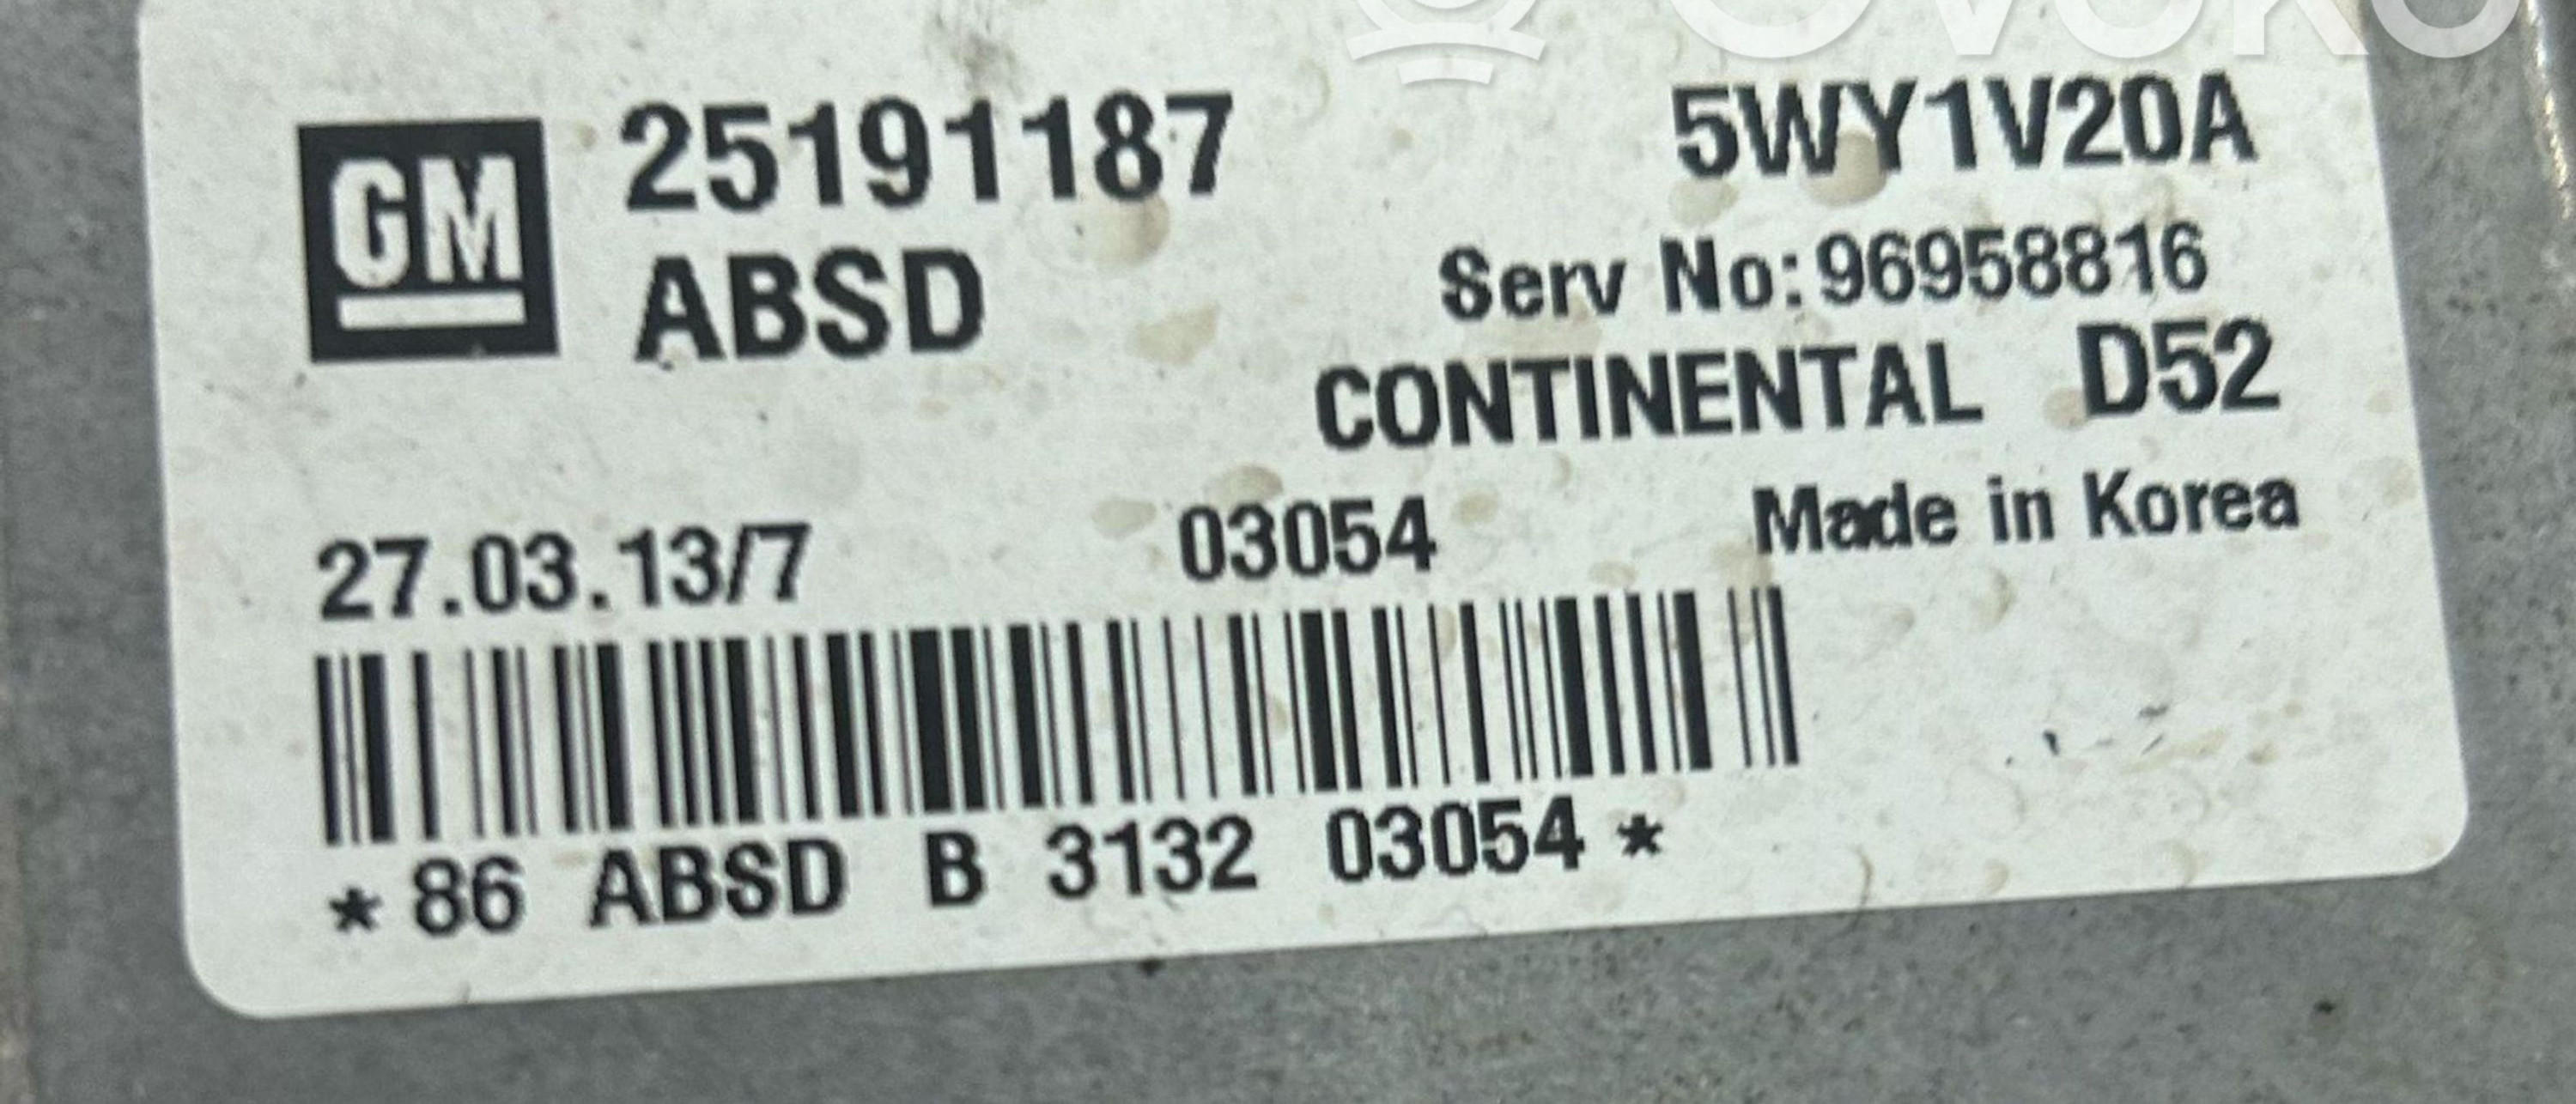 OVOKO
GM
25191187
5WY1V20A
ABSD
Serv No:96958816
CONTINENTAL D52
27.03.13/7
03054
Made in Korea
*86 ABSD B 3132 03054*